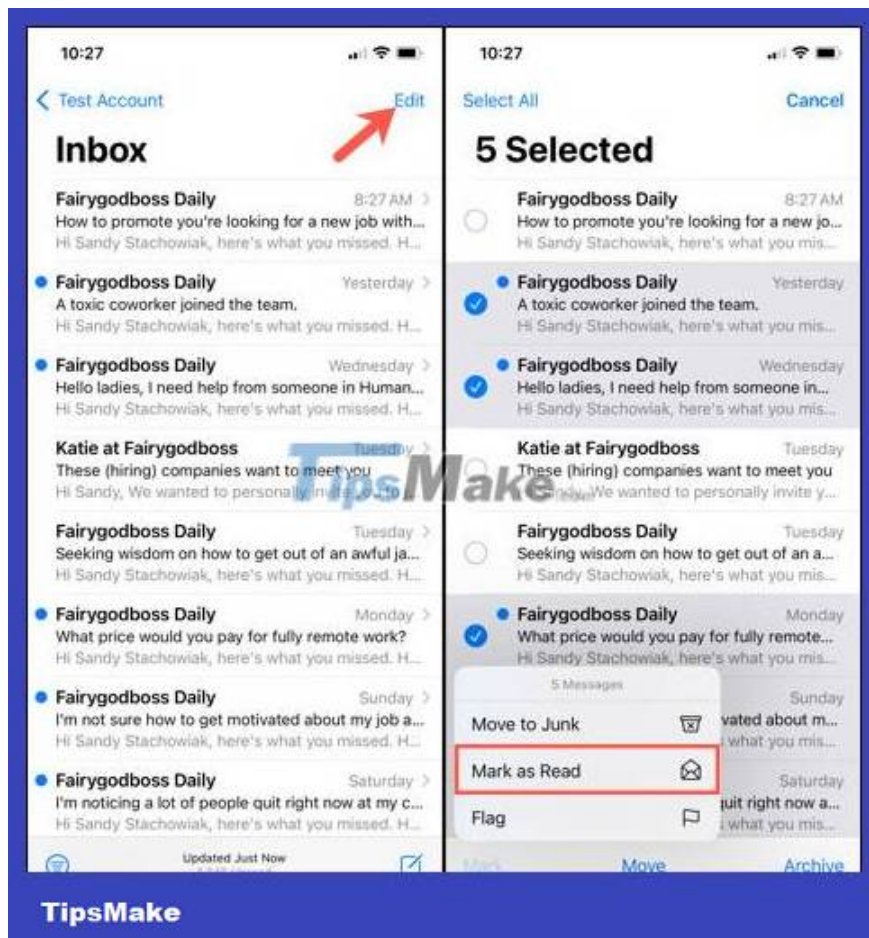 10:27
Test Account
Edit
Inbox
Fairygodboss Daily 8:27 AM
How to promote you're looking for a new job with...
Hi Sandy Stachowiak, here's what you missed. H...
Fairygodboss Daily Yesterday
A toxic coworker joined the team.
Hi Sandy Stachowiak, here's what you missed. H...
Fairygodboss Daily Wednesday
Hello ladies, I need help from someone in Human...
Hi Sandy Stachowiak, here's what you missed. H...
Katie at Fairygodboss Tuesday
These (hiring) companies want to meet you
Hi Sandy, We wanted to personally invite you to
Fairygodboss Daily Tuesday
Seeking wisdom on how to get out of an awful ja...
Hi Sandy Stachowiak, here's what you missed. H...
Fairygodboss Daily Monday
What price would you pay for fully remote work?
Hi Sandy Stachowiak, here's what you missed. H...
Fairygodboss Daily Sunday
I'm not sure how to get motivated about my job a...
Hi Sandy Stachowiak, here's what you missed. H...
Fairygodboss Daily Saturday
I'm noticing a lot of people quit right now at my c...
Hi Sandy Stachowiak, here's what you missed. H...
Updated Just Now
10:27
Select All
Cancel
5 Selected
Fairygodboss Daily 8:27 AM
How to promote you're looking for a new jo...
Hi Sandy Stachowiak, here's what you mis...
Fairygodboss Daily Yesterday
A toxic coworker joined the team.
Hi Sandy Stachowiak, here's what you mis...
Fairygodboss Daily Wednesday
Hello ladies, I need help from someone in...
Hi Sandy Stachowiak, here's what you mis...
Katie at Fairygodboss Tuesday
These (hiring) companies want to meet you
Sandy, We wanted to personally invite y...
Fairygodboss Daily Tuesday
Seeking wisdom on how to get out of an a...
Hi Sandy Stachowiak, here's what you mis...
Fairygodboss Daily Monday
What price would you pay for fully remote...
Hi Sandy Stachowiak, here's what you mis...
5 Messages
Sunday
Move to Junk
vated about m...
what you mis...
Mark as Read
Saturday
quit right now a...
Flag
what you mis...
Mark
Move
Archive
TipsMake
TipsMake